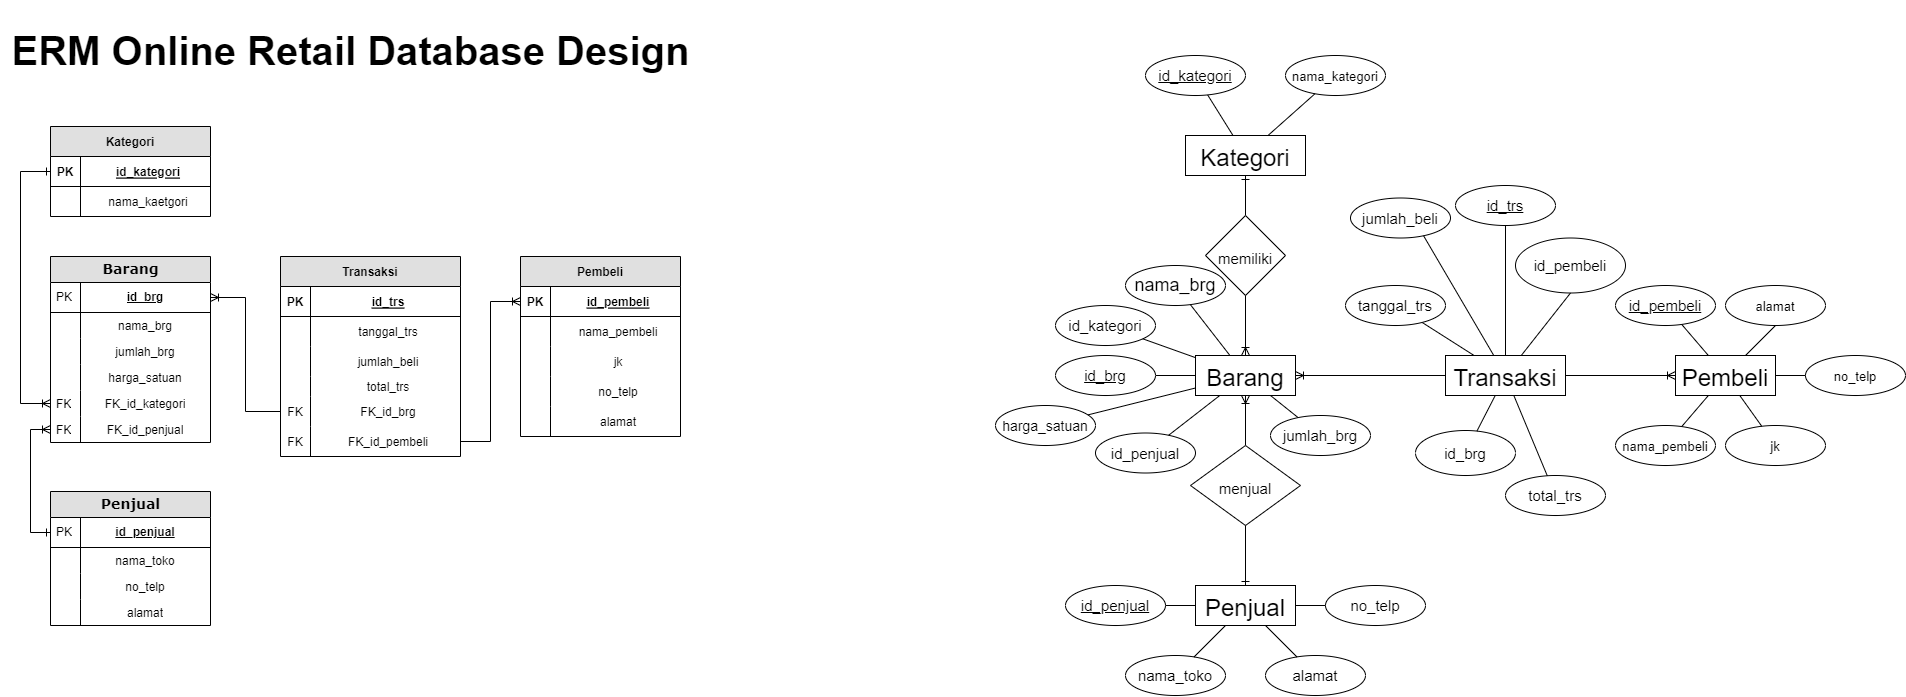 ERM Online Retail Database Design
Kategori
PK id_kategori
nama_kaetgori
Barang
PK id_brg
nama_brg
jumlah_brg
harga_satuan
FK FK_id_kategori
FK FK_id_penjual
Transaksi
PK id_trs
tanggal_trs
jumlah_beli
total_trs
FK FK_id_brg
FK FK_id_pembeli
Pembeli
PK id_pembeli
nama_pembeli
jk
no_telp
alamat
Penjual
PK id_penjual
nama_toko
no_telp
alamat
id_kategori
nama_kategori
Kategori
memiliki
nama_brg
id_kategori
id_brg
harga_satuan
id_penjual
jumlah_brg
Barang
menjual
jumlah_beli
id_trs
id_pembeli
tanggal_trs
Transaksi
id_brg
total_trs
id_pembeli
alamat
Pembeli
no_telp
nama_pembeli
jk
id_penjual
Penjual
no_telp
nama_toko
alamat